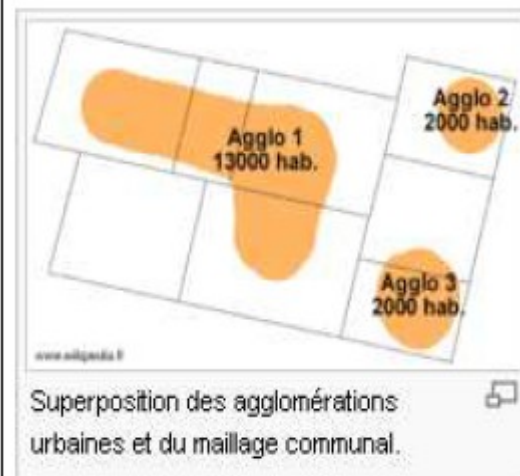 Agglo 2
2000 hab.
Agglo 1
13000 hab.
Agglo 3
2000 hab.
www.wikipedia.fr
Superposition des agglomérations
urbaines et du maillage communal.